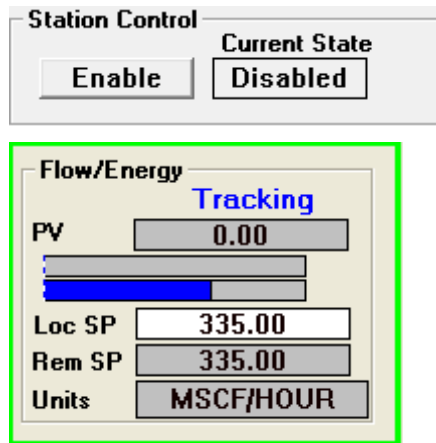 Station Control
Current State
Enable Disabled
Flow/Energy
Tracking
PV 0.00
Loc SP 335.00
Rem SP 335.00
Units MSCF/HOUR